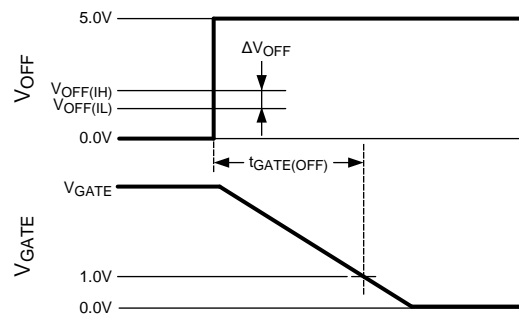 5.0V
ΔVOFF
VOFF
VOFF(IH)
VOFF(IL)
0.0V
tGATE(OFF)
VGATE
VGATE
1.0V
0.0V